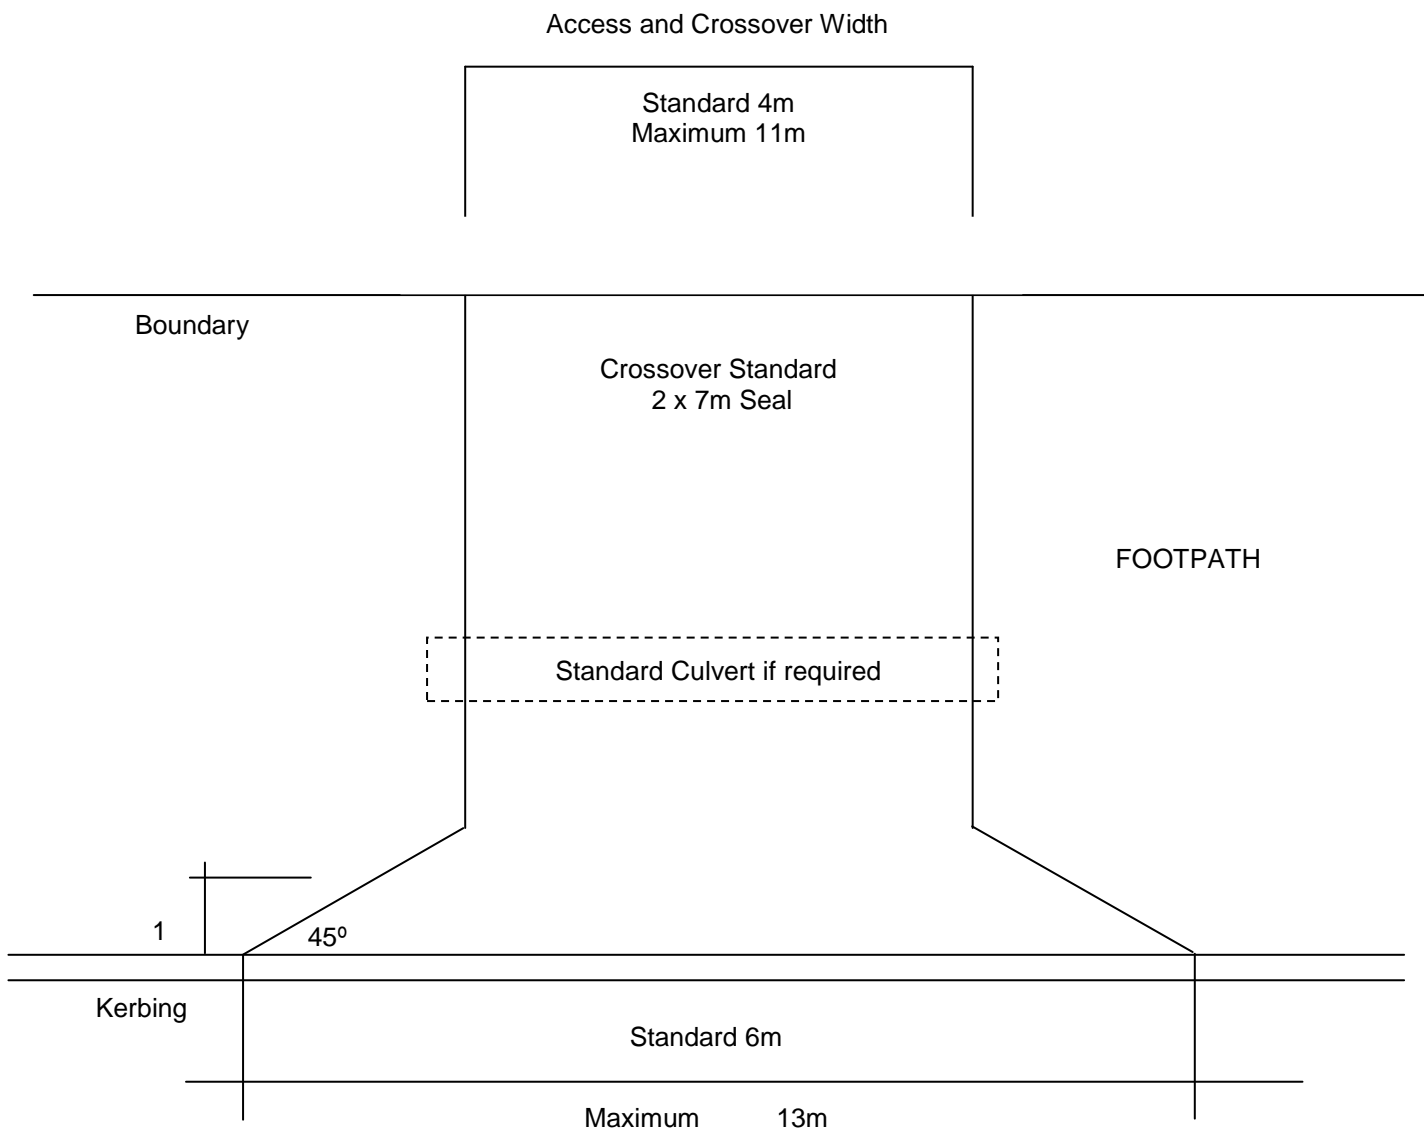 Access and Crossover Width
Standard 4m
Maximum 11m
Boundary
Crossover Standard
2 x 7m Seal
FOOTPATH
Standard Culvert if required
1
45º
Kerbing
Standard 6m
Maximum 13m